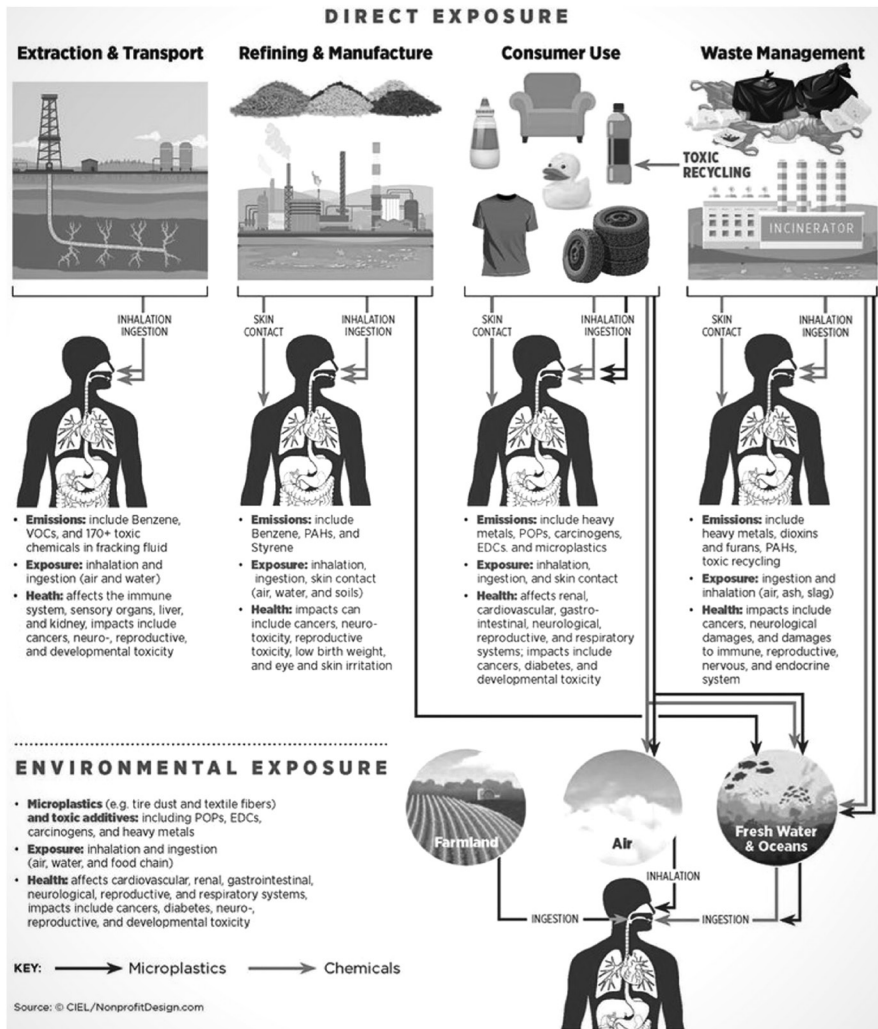 DIRECT EXPOSURE
Extraction & Transport
Refining & Manufacture
Consumer Use
Waste Management
TOXIC
RECYCLING
INCINERATOR
INHALATION
INGESTION
SKIN
CONTACT
INHALATION
INGESTION
SKIN
CONTACT
INHALATION
INGESTION
SKIN
CONTACT
INHALATION
INGESTION
• Emissions: include Benzene,
VOCs, and 170+ toxic
chemicals in fracking fluid
• Exposure: inhalation and
ingestion (air and water)
• Heath: affects the immune
system, sensory organs, liver,
and kidney, impacts include
cancers, neuro-, reproductive,
and developmental toxicity
• Emissions: include
Benzene, PAHs, and
Styrene
• Exposure: inhalation,
ingestion, skin contact
(air, water, and soils)
• Health: impacts can
include cancers, neuro-
toxicity, reproductive
toxicity, low birth weight,
and eye and skin irritation
• Emissions: include heavy
metals, POPs, carcinogens,
EDCs. and microplastics
• Exposure: inhalation,
ingestion, and skin contact
• Health: affects renal,
cardiovascular, gastro-
intestinal, neurological,
reproductive, and respiratory
systems; impacts include
cancers, diabetes, and
developmental toxicity
• Emissions: include
heavy metals, dioxins
and furans, PAHs,
toxic recycling
• Exposure: ingestion and
inhalation (air, ash, slag)
• Health: impacts include
cancers, neurological
damages, and damages
to immune, reproductive,
nervous, and endocrine
system
ENVIRONMENTAL EXPOSURE
• Microplastics (e.g. tire dust and textile fibers)
and toxic additives: including POPs, EDCs,
carcinogens, and heavy metals
• Exposure: inhalation and ingestion
(air, water, and food chain)
• Health: affects cardiovascular, renal, gastrointestinal,
neurological, reproductive, and respiratory systems,
impacts include cancers, diabetes, neuro-,
reproductive, and developmental toxicity
Farmland
Air
Fresh Water
& Oceans
INHALATION
INGESTION
INGESTION
KEY:
Microplastics
Chemicals
Source: © CIEL/NonprofitDesign.com